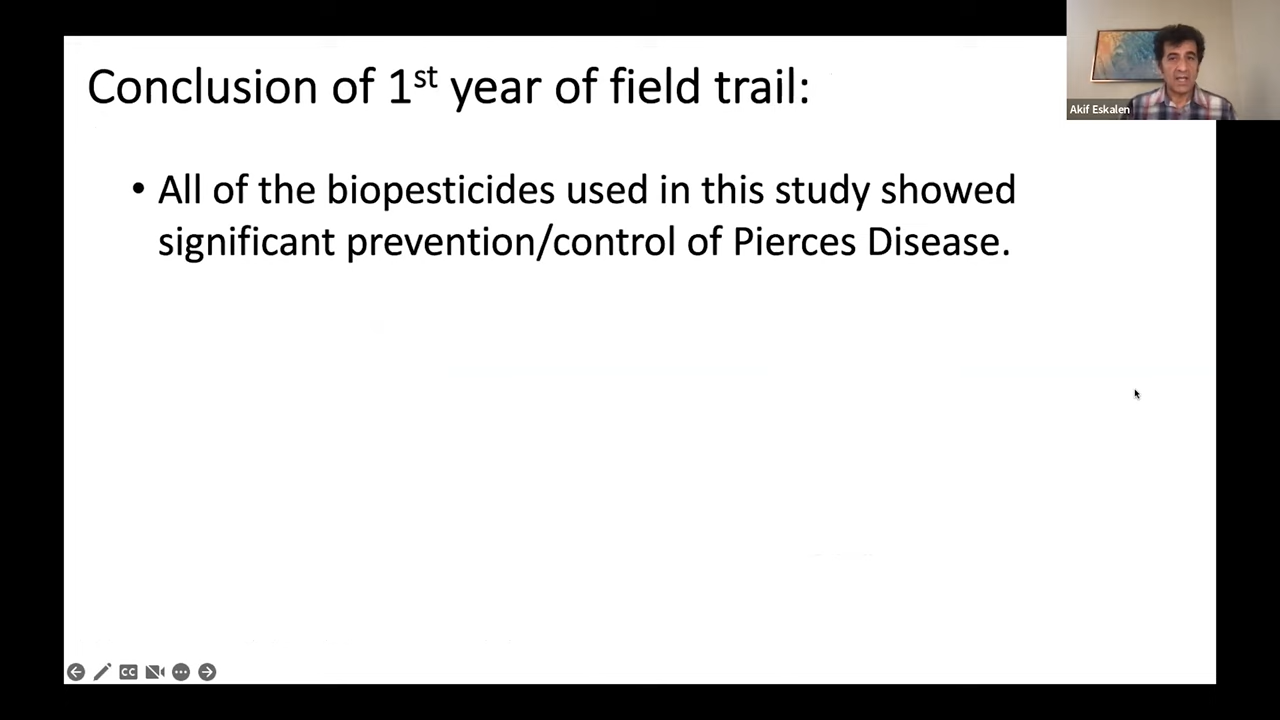 Conclusion of 1st year of field trail:
Akif Eskalen
• All of the biopesticides used in this study showed
significant prevention/control of Pierces Disease.
CC